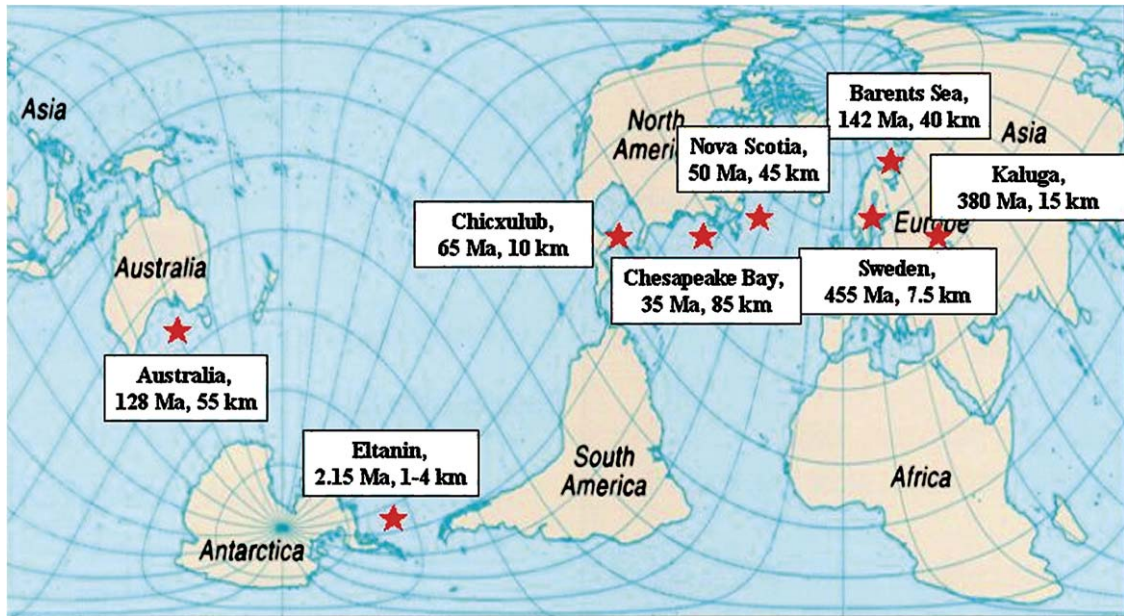 Asia
North
America
Barents Sea,
142 Ma, 40 km
Asia
Nova Scotia,
50 Ma, 45 km
Kaluga,
380 Ma, 15 km
Chicxulub,
65 Ma, 10 km
Europe
Australia
Chesapeake Bay,
35 Ma, 85 km
Sweden,
455 Ma, 7.5 km
Australia,
128 Ma, 55 km
Eltanin,
2.15 Ma, 1-4 km
South
America
Africa
Antarctica